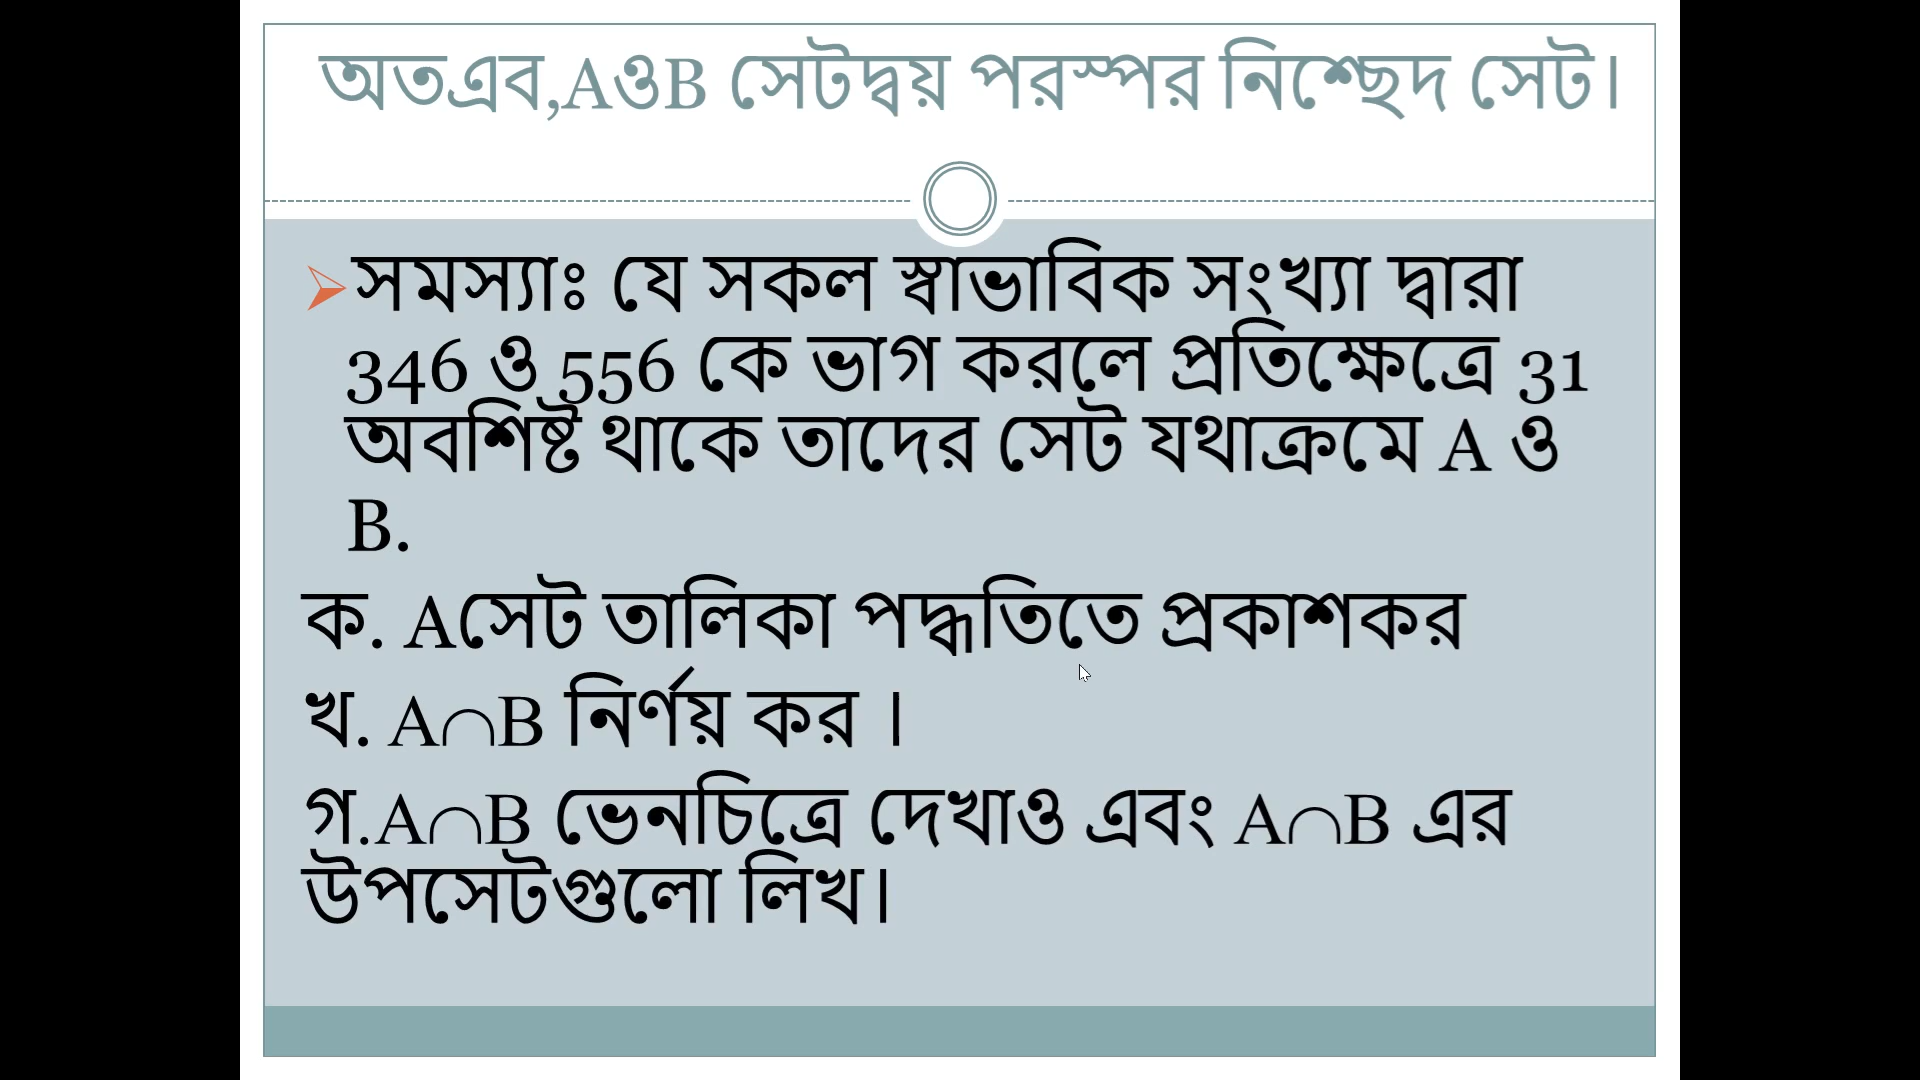 অতএব,AওB সেটদ্বয় পরস্পর নিশ্ছেদ সেট।
সমস্যাঃ যে সকল স্বাভাবিক সংখ্যা দ্বারা
346 ও 556 কে ভাগ করলে প্রতিক্ষেত্রে 31
অবশিষ্ট থাকে তাদের সেট যথাক্রমে A ও
B.
ক. Aসেট তালিকা পদ্ধতিতে প্রকাশকর
খ. A∩B নির্ণয় কর ।
গ.A∩B ভেনচিত্রে দেখাও এবং A∩B এর
উপসেটগুলো লিখ।